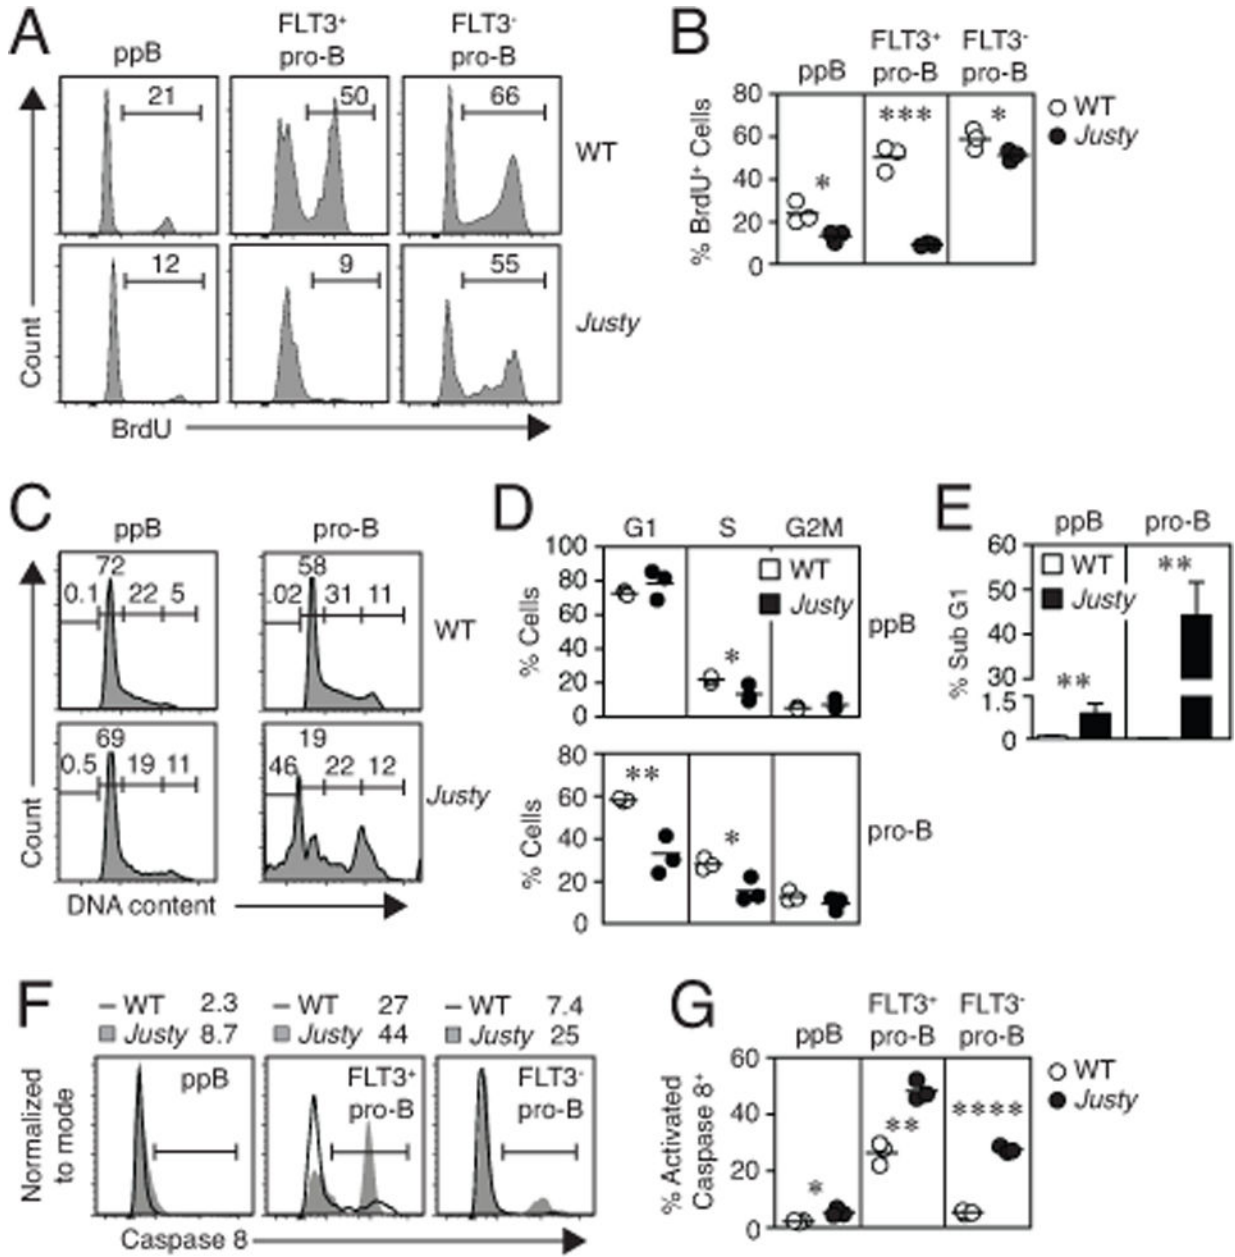 A
ppB
FLT3⁺
pro-B
FLT3⁻
pro-B
21
50
66
WT
12
9
55
Justy
Count
BrdU
B
ppB
FLT3⁺
pro-B
FLT3⁻
pro-B
% BrdU⁺ Cells
80
60
40
20
0
*
***
*
WT
Justy
C
ppB
pro-B
72
0.1 22 5
58
.02 31 11
WT
69
0.5 19 11
19
46 22 12
Justy
Count
DNA content
D
G1 S G2M
% Cells
100
80
60
40
20
0
*
WT
Justy
ppB
% Cells
80
60
40
20
0
**
*
pro-B
E
ppB pro-B
% Sub G1
60
50
40
30
1.5
0
WT
Justy
**
**
F
WT 2.3
Justy 8.7
WT 27
Justy 44
WT 7.4
Justy 25
ppB
FLT3⁺
pro-B
FLT3⁻
pro-B
Normalized
to mode
Caspase 8
G
ppB
FLT3⁺
pro-B
FLT3⁻
pro-B
% Activated
Caspase 8⁺
60
40
20
0
*
**
****
WT
Justy